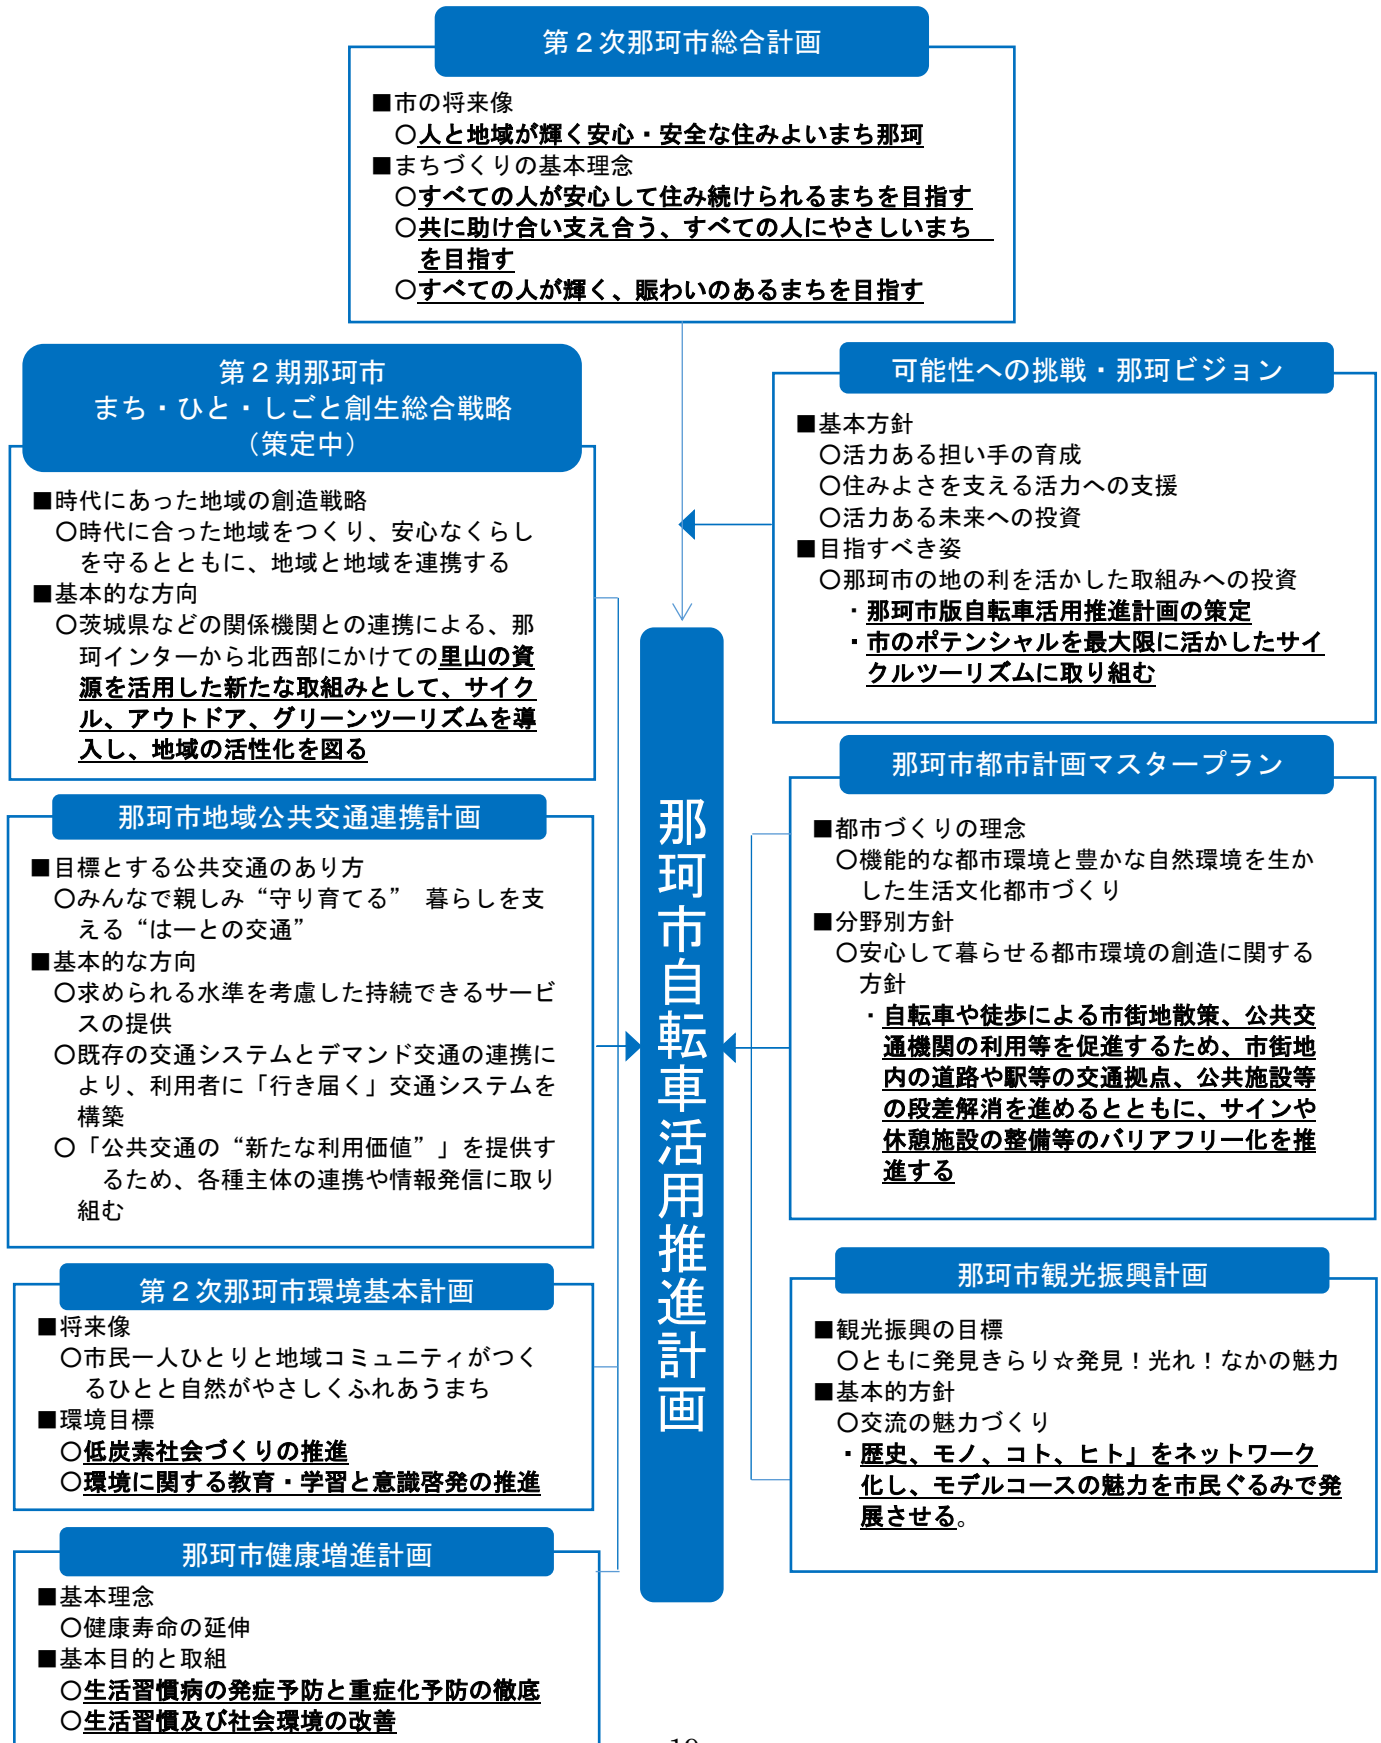 第２次那珂市総合計画
■市の将来像
○人と地域が輝く安心・安全な住みよいまち那珂
■まちづくりの基本理念
○すべての人が安心して住み続けられるまちを目指す
○共に助け合い支え合う、すべての人にやさしいまち
を目指す
○すべての人が輝く、賑わいのあるまちを目指す
第２期那珂市
まち・ひと・しごと創生総合戦略
（策定中）
■時代にあった地域の創造戦略
○時代に合った地域をつくり、安心なくらし
を守るとともに、地域と地域を連携する
■基本的な方向
○茨城県などの関係機関との連携による、那
珂インターから北西部にかけての里山の資
源を活用した新たな取組みとして、サイク
ル、アウトドア、グリーンツーリズムを導
入し、地域の活性化を図る
可能性への挑戦・那珂ビジョン
■基本方針
○活力ある担い手の育成
○住みよさを支える活力への支援
○活力ある未来への投資
■目指すべき姿
○那珂市の地の利を活かした取組みへの投資
・那珂市版自転車活用推進計画の策定
・市のポテンシャルを最大限に活かしたサイ
クルツーリズムに取り組む
那珂市地域公共交通連携計画
■目標とする公共交通のあり方
○みんなで親しみ“守り育てる”　暮らしを支
える“はーとの交通”
■基本的な方向
○求められる水準を考慮した持続できるサービ
スの提供
○既存の交通システムとデマンド交通の連携に
より、利用者に「行き届く」交通システムを
構築
○「公共交通の“新たな利用価値”」を提供す
るため、各種主体の連携や情報発信に取り
組む
那珂市自転車活用推進計画
那珂市都市計画マスタープラン
■都市づくりの理念
○機能的な都市環境と豊かな自然環境を生か
した生活文化都市づくり
■分野別方針
○安心して暮らせる都市環境の創造に関する
方針
・自転車や徒歩による市街地散策、公共交
通機関の利用等を促進するため、市街地
内の道路や駅等の交通拠点、公共施設等
の段差解消を進めるとともに、サインや
休憩施設の整備等のバリアフリー化を推
進する
第２次那珂市環境基本計画
■将来像
○市民一人ひとりと地域コミュニティがつく
るひとと自然がやさしくふれあうまち
■環境目標
○低炭素社会づくりの推進
○環境に関する教育・学習と意識啓発の推進
那珂市観光振興計画
■観光振興の目標
○ともに発見きらり☆発見！光れ！なかの魅力
■基本的方針
○交流の魅力づくり
・歴史、モノ、コト、ヒト」をネットワーク
化し、モデルコースの魅力を市民ぐるみで発
展させる。
那珂市健康増進計画
■基本理念
○健康寿命の延伸
■基本目的と取組
○生活習慣病の発症予防と重症化予防の徹底
○生活習慣及び社会環境の改善